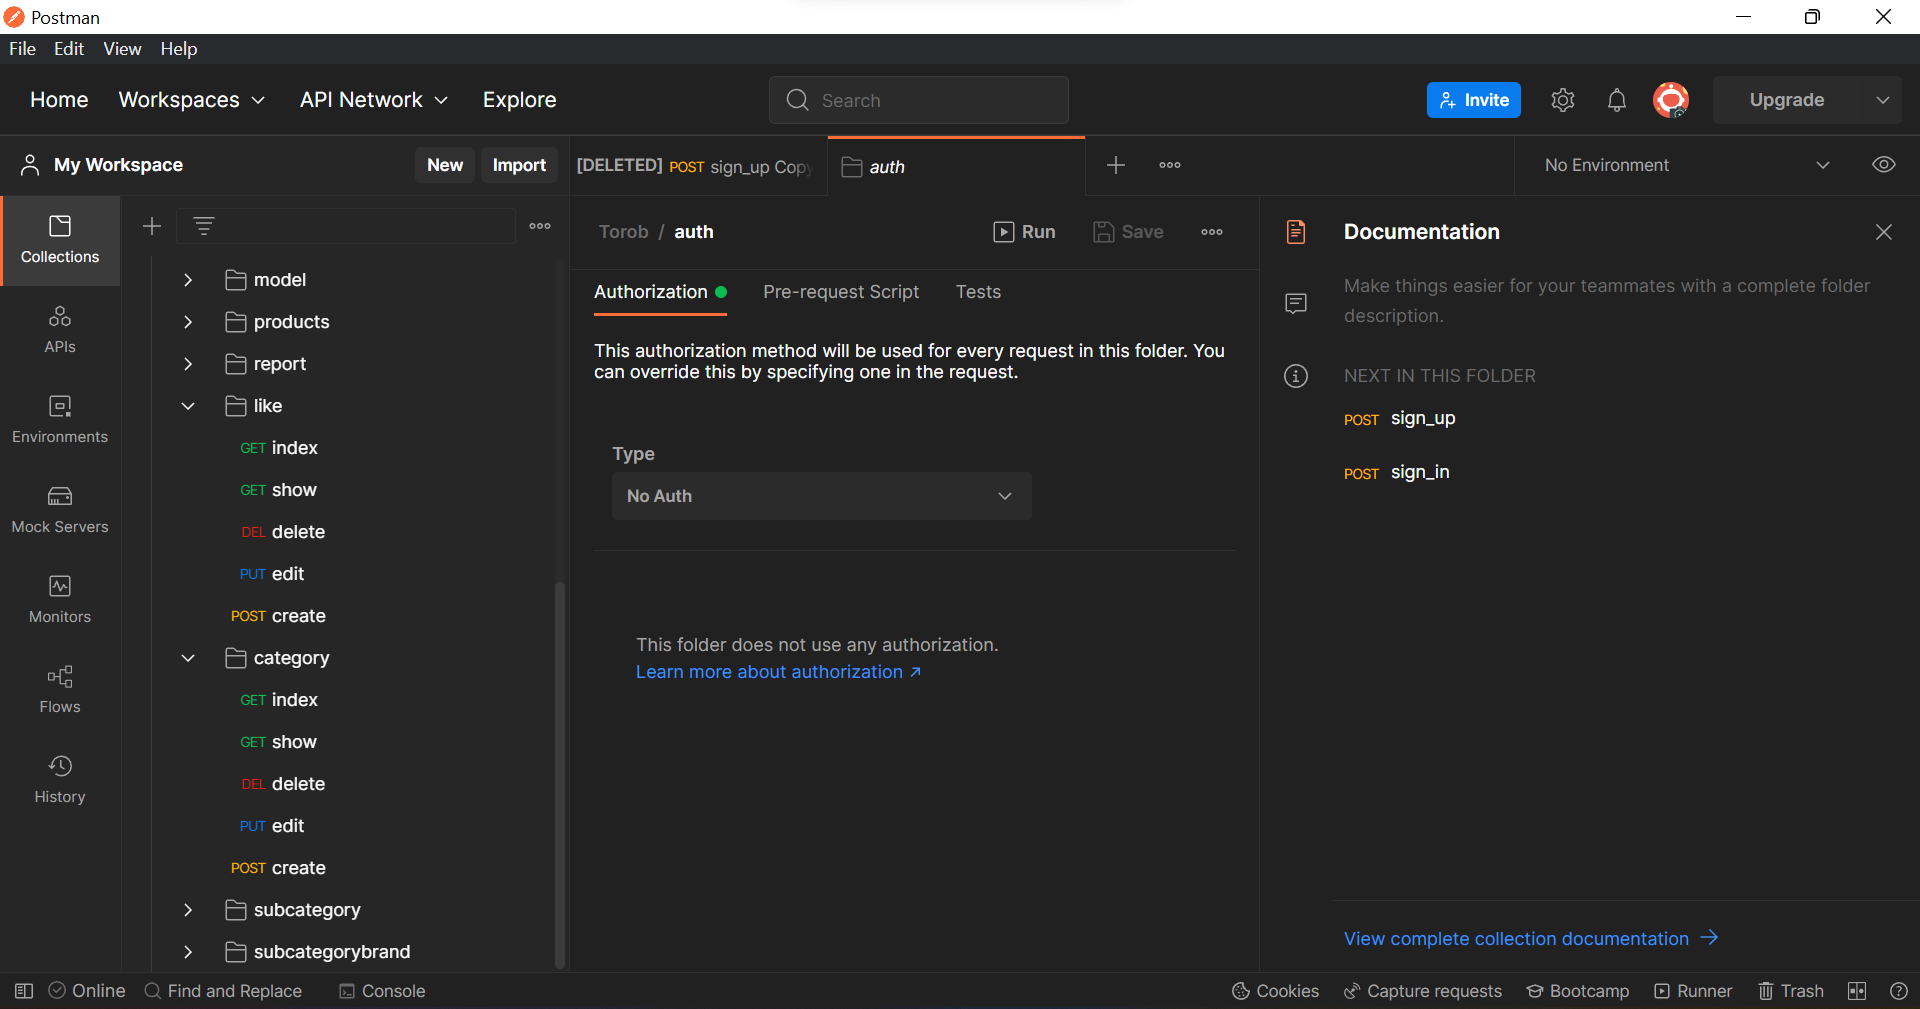 Postman
File Edit View Help
Home Workspaces API Network Explore Search Invite Upgrade
My Workspace New Import [DELETED] POST sign_up Copy auth No Environment
Collections
APIs
Environments
Mock Servers
Monitors
Flows
History
model
products
report
like
GET index
GET show
DEL delete
PUT edit
POST create
category
GET index
GET show
DEL delete
PUT edit
POST create
subcategory
subcategorybrand
Torob / auth Run Save
Authorization Pre-request Script Tests
This authorization method will be used for every request in this folder. You
can override this by specifying one in the request.
Type
No Auth
This folder does not use any authorization.
Learn more about authorization
Documentation
Make things easier for your teammates with a complete folder
description.
NEXT IN THIS FOLDER
POST sign_up
POST sign_in
View complete collection documentation
Online Find and Replace Console Cookies Capture requests Bootcamp Runner Trash